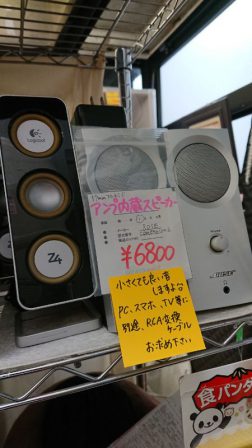 Logitech
Z4
アンプ内蔵スピーカー
BOSE
¥6800
小さくても良い音
しますよ
PC、スマホ、TV等に
別途、RCA変換
ケーブル
お求め下さい
BOSE
食パンダ